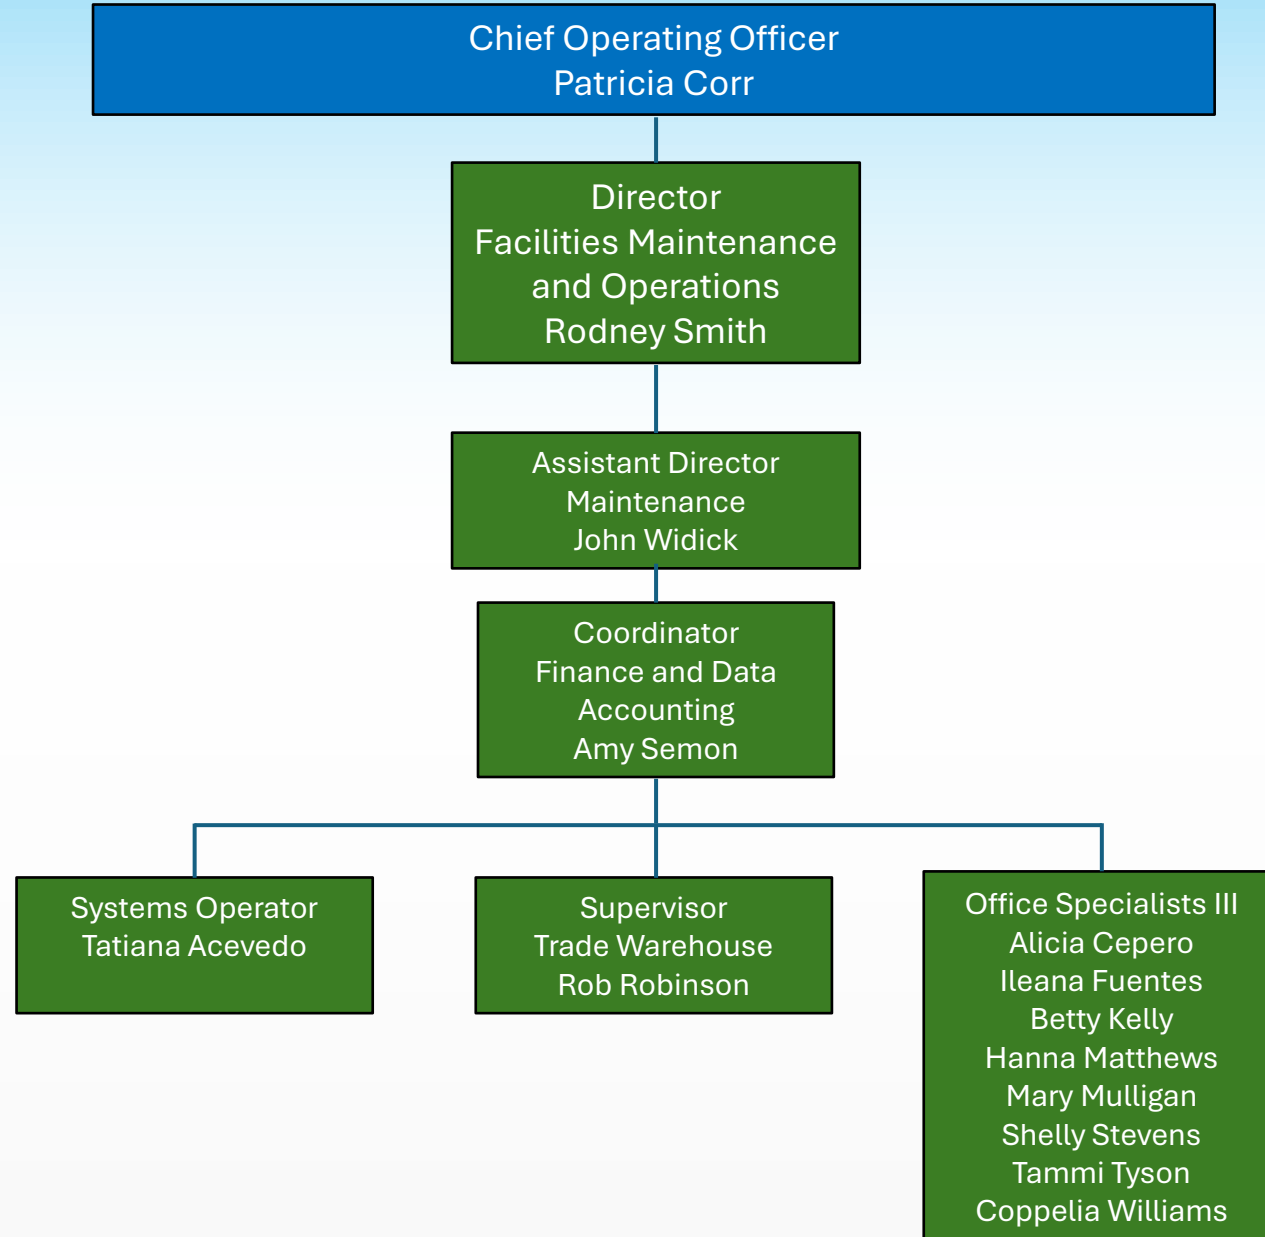 Chief Operating Officer
Patricia Corr
Director
Facilities Maintenance
and Operations
Rodney Smith
Assistant Director
Maintenance
John Widick
Coordinator
Finance and Data
Accounting
Amy Semon
Systems Operator
Tatiana Acevedo
Supervisor
Trade Warehouse
Rob Robinson
Office Specialists III
Alicia Cepero
Ileana Fuentes
Betty Kelly
Hanna Matthews
Mary Mulligan
Shelly Stevens
Tammi Tyson
Coppelia Williams